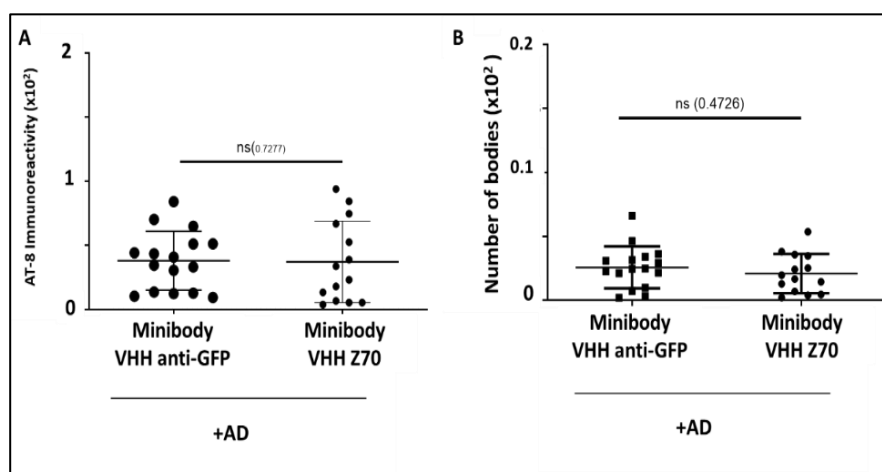 A
AT-8 Immunoreactivity (x10²)
2
1
0
ns(0.7277)
Minibody
VHH anti-GFP
Minibody
VHH Z70
+AD
B
Number of bodies (x10²)
0.2
0.1
0
ns (0.4726)
Minibody
VHH anti-GFP
Minibody
VHH Z70
+AD